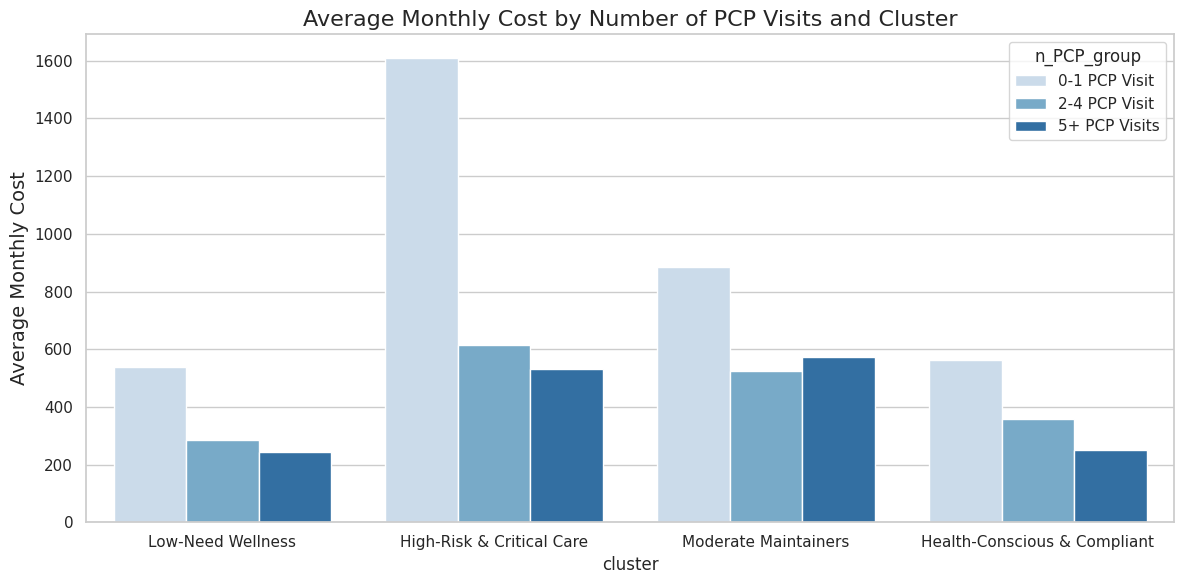 Average Monthly Cost by Number of PCP Visits and Cluster
n_PCP_group
0-1 PCP Visit
2-4 PCP Visit
5+ PCP Visits
Average Monthly Cost
1600
1400
1200
1000
800
600
400
200
0
Low-Need Wellness
High-Risk & Critical Care
Moderate Maintainers
Health-Conscious & Compliant
cluster